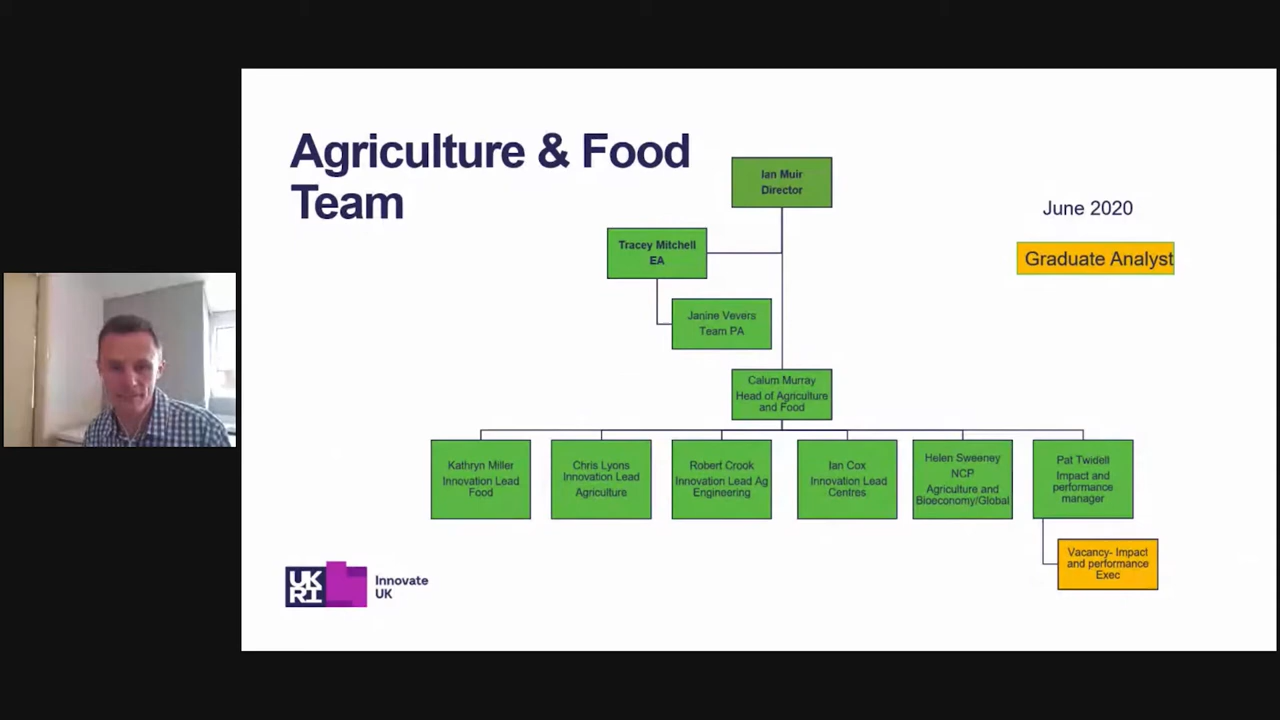 Agriculture & Food
Team
Ian Muir
Director
June 2020
Tracey Mitchell
EA
Graduate Analyst
Janine Vevers
Team PA
Calum Murray
Head of Agriculture
and Food
Kathryn Miller
Innovation Lead
Food
Chris Lyons
Innovation Lead
Agriculture
Robert Crook
Innovation Lead Ag
Engineering
Ian Cox
Innovation Lead
Centres
Helen Sweeney
NCP
Agriculture and
Bioeconomy/Global
Pat Twidell
Impact and
performance
manager
Vacancy- Impact
and performance
Exec
UK
RI
Innovate
UK